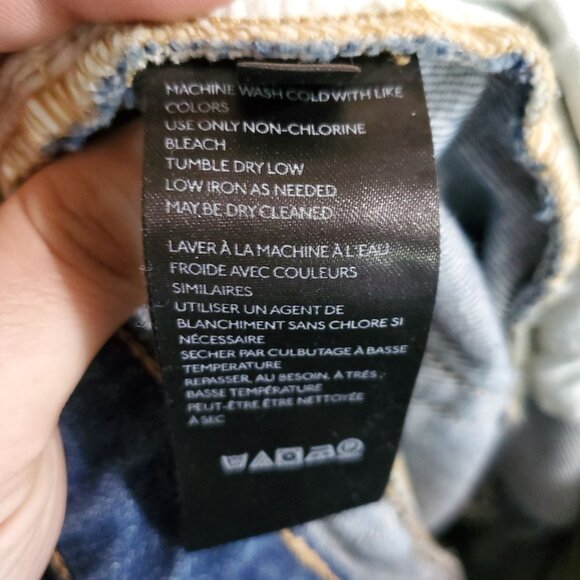 MACHINE WASH COLD WITH LIKE
COLORS
USE ONLY NON-CHLORINE
BLEACH
TUMBLE DRY LOW
LOW IRON AS NEEDED
MAY BE DRY CLEANED
LAVER À LA MACHINE À L'EAU
FROIDE AVEC COULEURS
SIMILAIRES
UTILISER UN AGENT DE
BLANCHIMENT SANS CHLORE SI
NÉCESSAIRE
SECHER PAR CULBUTAGE À BASSE
TEMPERATURE
REPASSER, AU BESOIN, À TRÉS
BASSE TEMPÉRATURE
PEUT-ÊTRE ÊTRE NETTOYÉE
À SEC